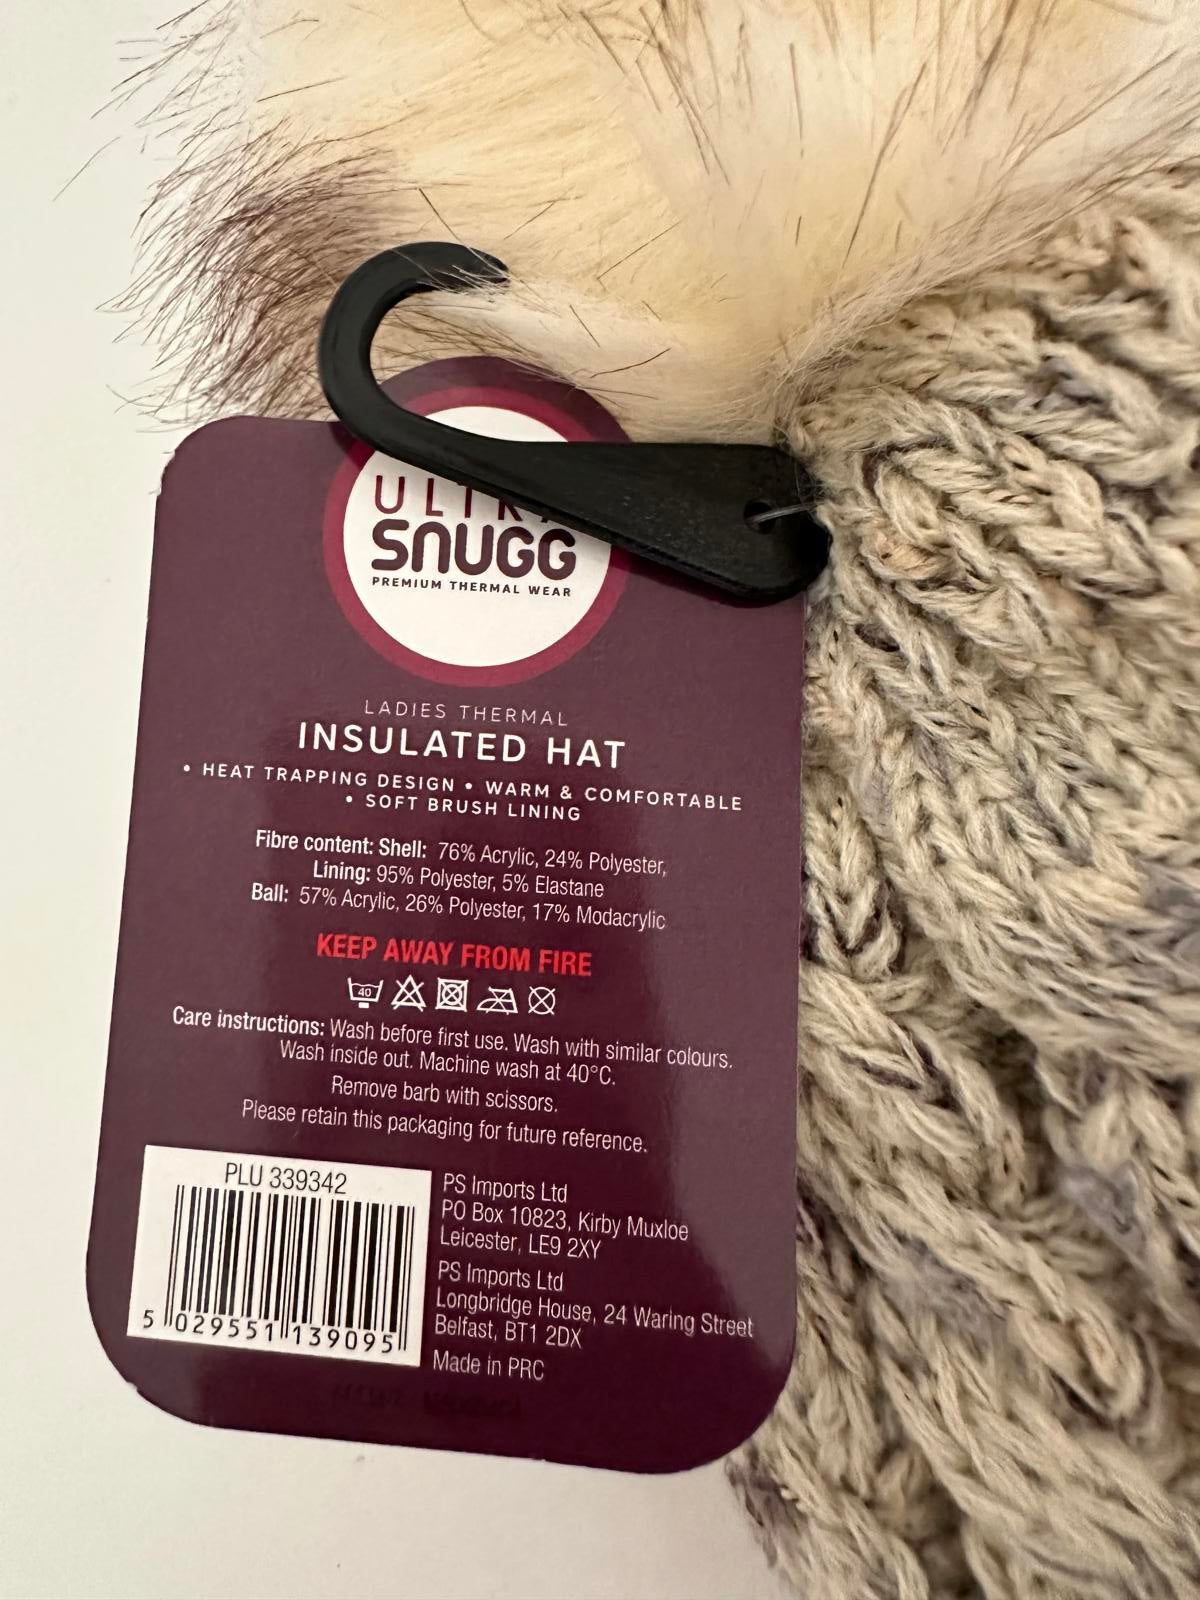 ULTRA
SNUGG
PREMIUM THERMAL WEAR
LADIES THERMAL
INSULATED HAT
• HEAT TRAPPING DESIGN • WARM & COMFORTABLE
• SOFT BRUSH LINING
Fibre content: Shell: 76% Acrylic, 24% Polyester,
Lining: 95% Polyester, 5% Elastane
Ball: 57% Acrylic, 26% Polyester, 17% Modacrylic
KEEP AWAY FROM FIRE
40
Care instructions: Wash before first use. Wash with similar colours.
Wash inside out. Machine wash at 40°C.
Remove barb with scissors.
Please retain this packaging for future reference.
PLU 339342
5 029551 139095
PS Imports Ltd
PO Box 10823, Kirby Muxloe
Leicester, LE9 2XY
PS Imports Ltd
Longbridge House, 24 Waring Street
Belfast, BT1 2DX
Made in PRC